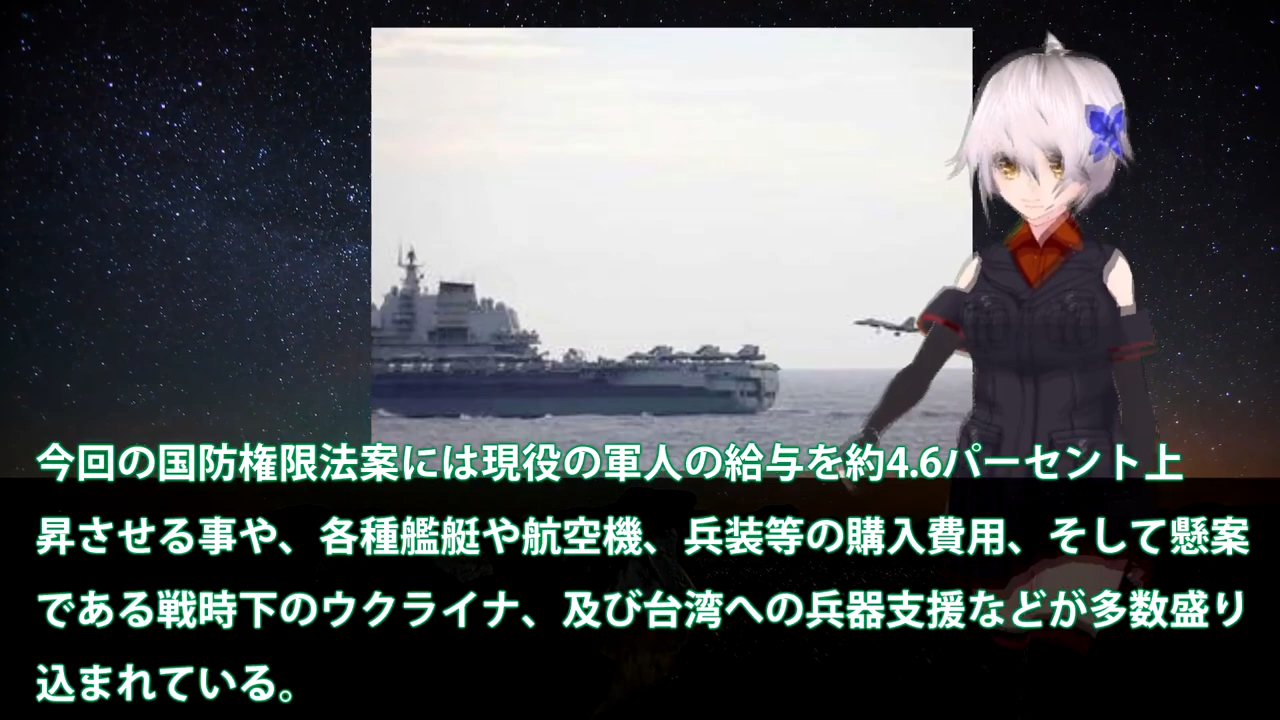 今回の国防権限法案には現役の軍人の給与を約4.6パーセント上
昇させる事や、各種艦艇や航空機、兵装等の購入費用、そして懸案
である戦時下のウクライナ、及び台湾への兵器支援などが多数盛り
込まれている。